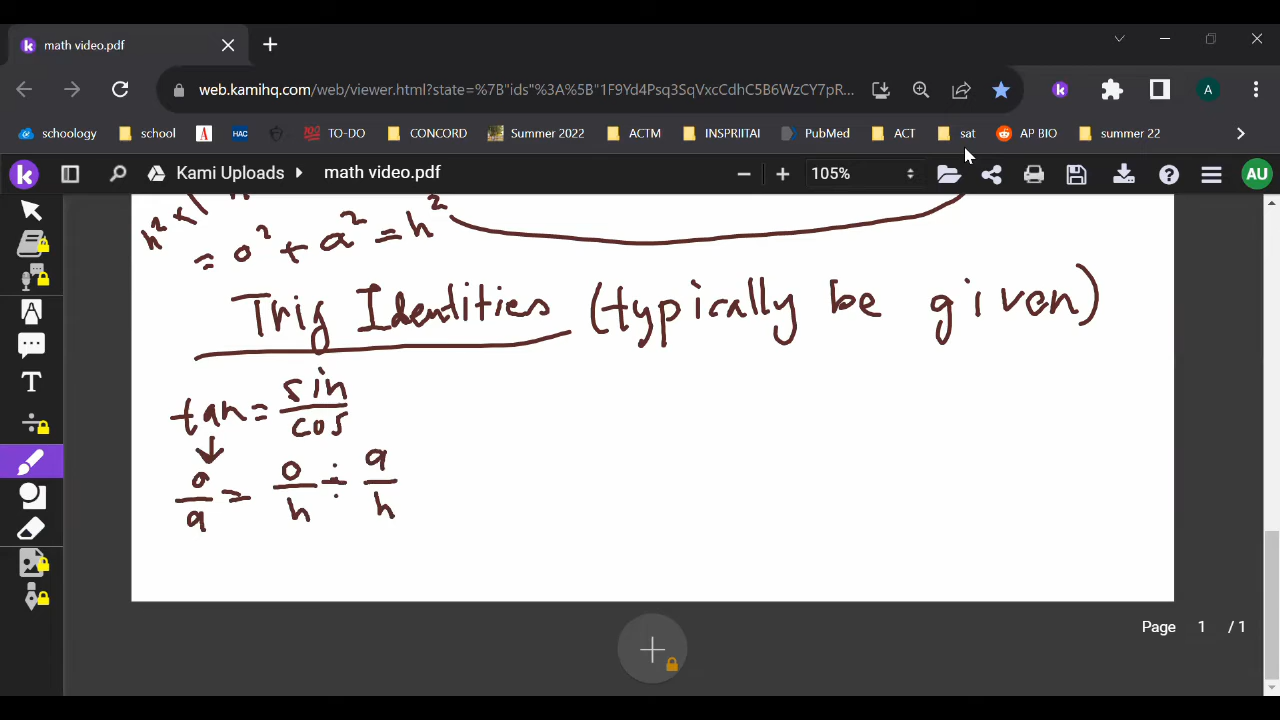 math video.pdf
web.kamihq.com/web/viewer.html?state=%7B"ids"%3A%5B"1F9Yd4Psq3SqVxcCdhC5B6WzCY7pR...
A
schoology school A HAC 100 TO-DO CONCORD Summer 2022 ACTM INSPRIITAI PubMed ACT sat AP BIO summer 22
Kami Uploads math video.pdf 105% AU
= o² + a² = h²
Trig Identities (typically be given)
tan = sin/cos
o/a = o/h ÷ a/h
Page 1 / 1